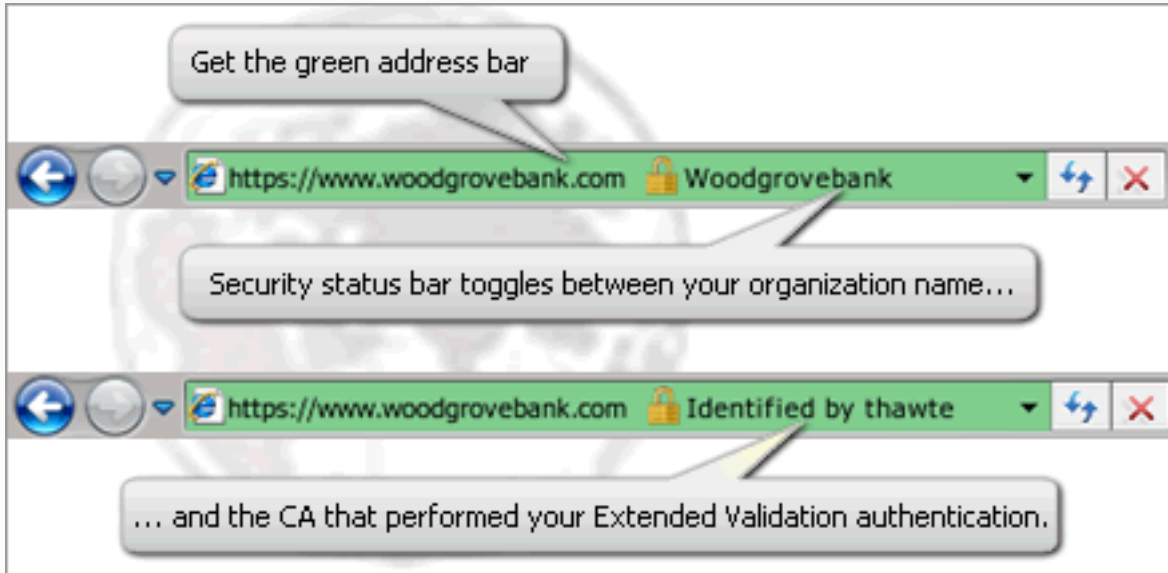 Get the green address bar
https://www.woodgrovebank.com Woodgrovebank
Security status bar toggles between your organization name...
https://www.woodgrovebank.com Identified by thawte
... and the CA that performed your Extended Validation authentication.